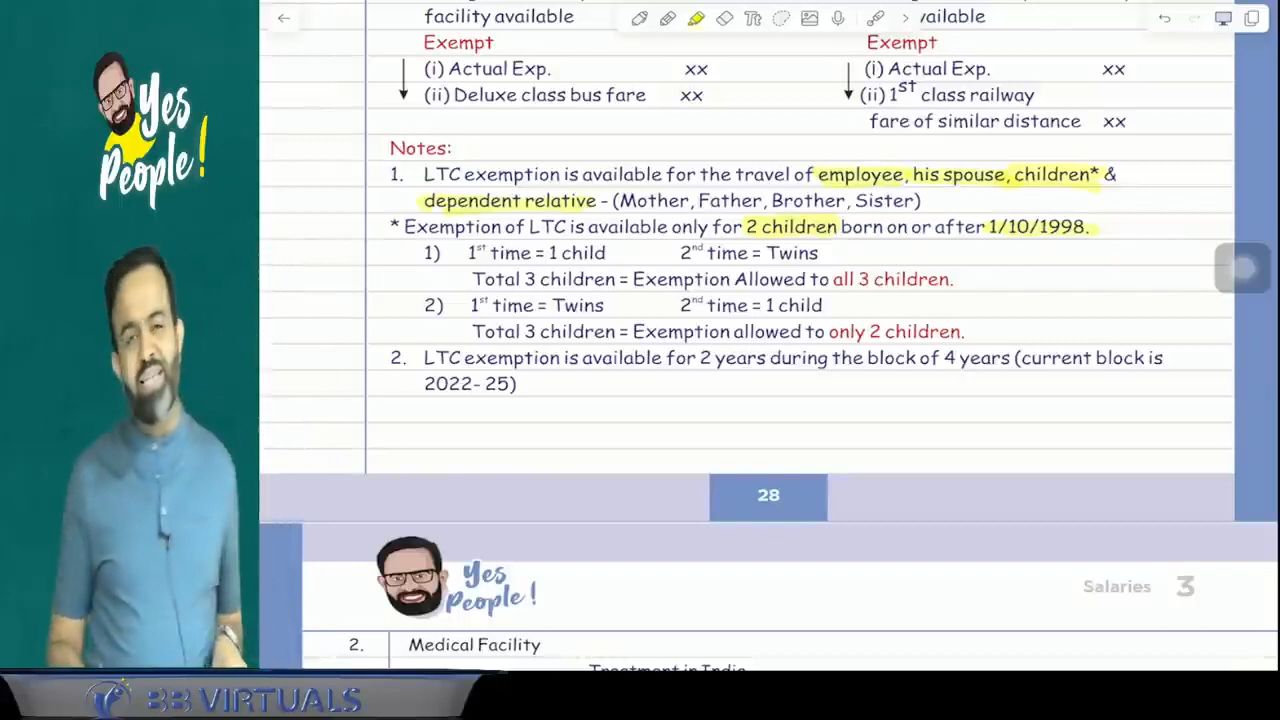 facility available
Exempt
(i) Actual Exp. xx
(ii) Deluxe class bus fare xx
vailable
Exempt
(i) Actual Exp. xx
(ii) 1st class railway
fare of similar distance xx
Notes:
1. LTC exemption is available for the travel of employee, his spouse, children* &
dependent relative - (Mother, Father, Brother, Sister)
* Exemption of LTC is available only for 2 children born on or after 1/10/1998.
1) 1st time = 1 child 2nd time = Twins
Total 3 children = Exemption Allowed to all 3 children.
2) 1st time = Twins 2nd time = 1 child
Total 3 children = Exemption allowed to only 2 children.
2. LTC exemption is available for 2 years during the block of 4 years (current block is
2022- 25)
28
Yes
People!
Yes
People!
Salaries 3
2. Medical Facility
Treatment in India
BB VIRTUALS